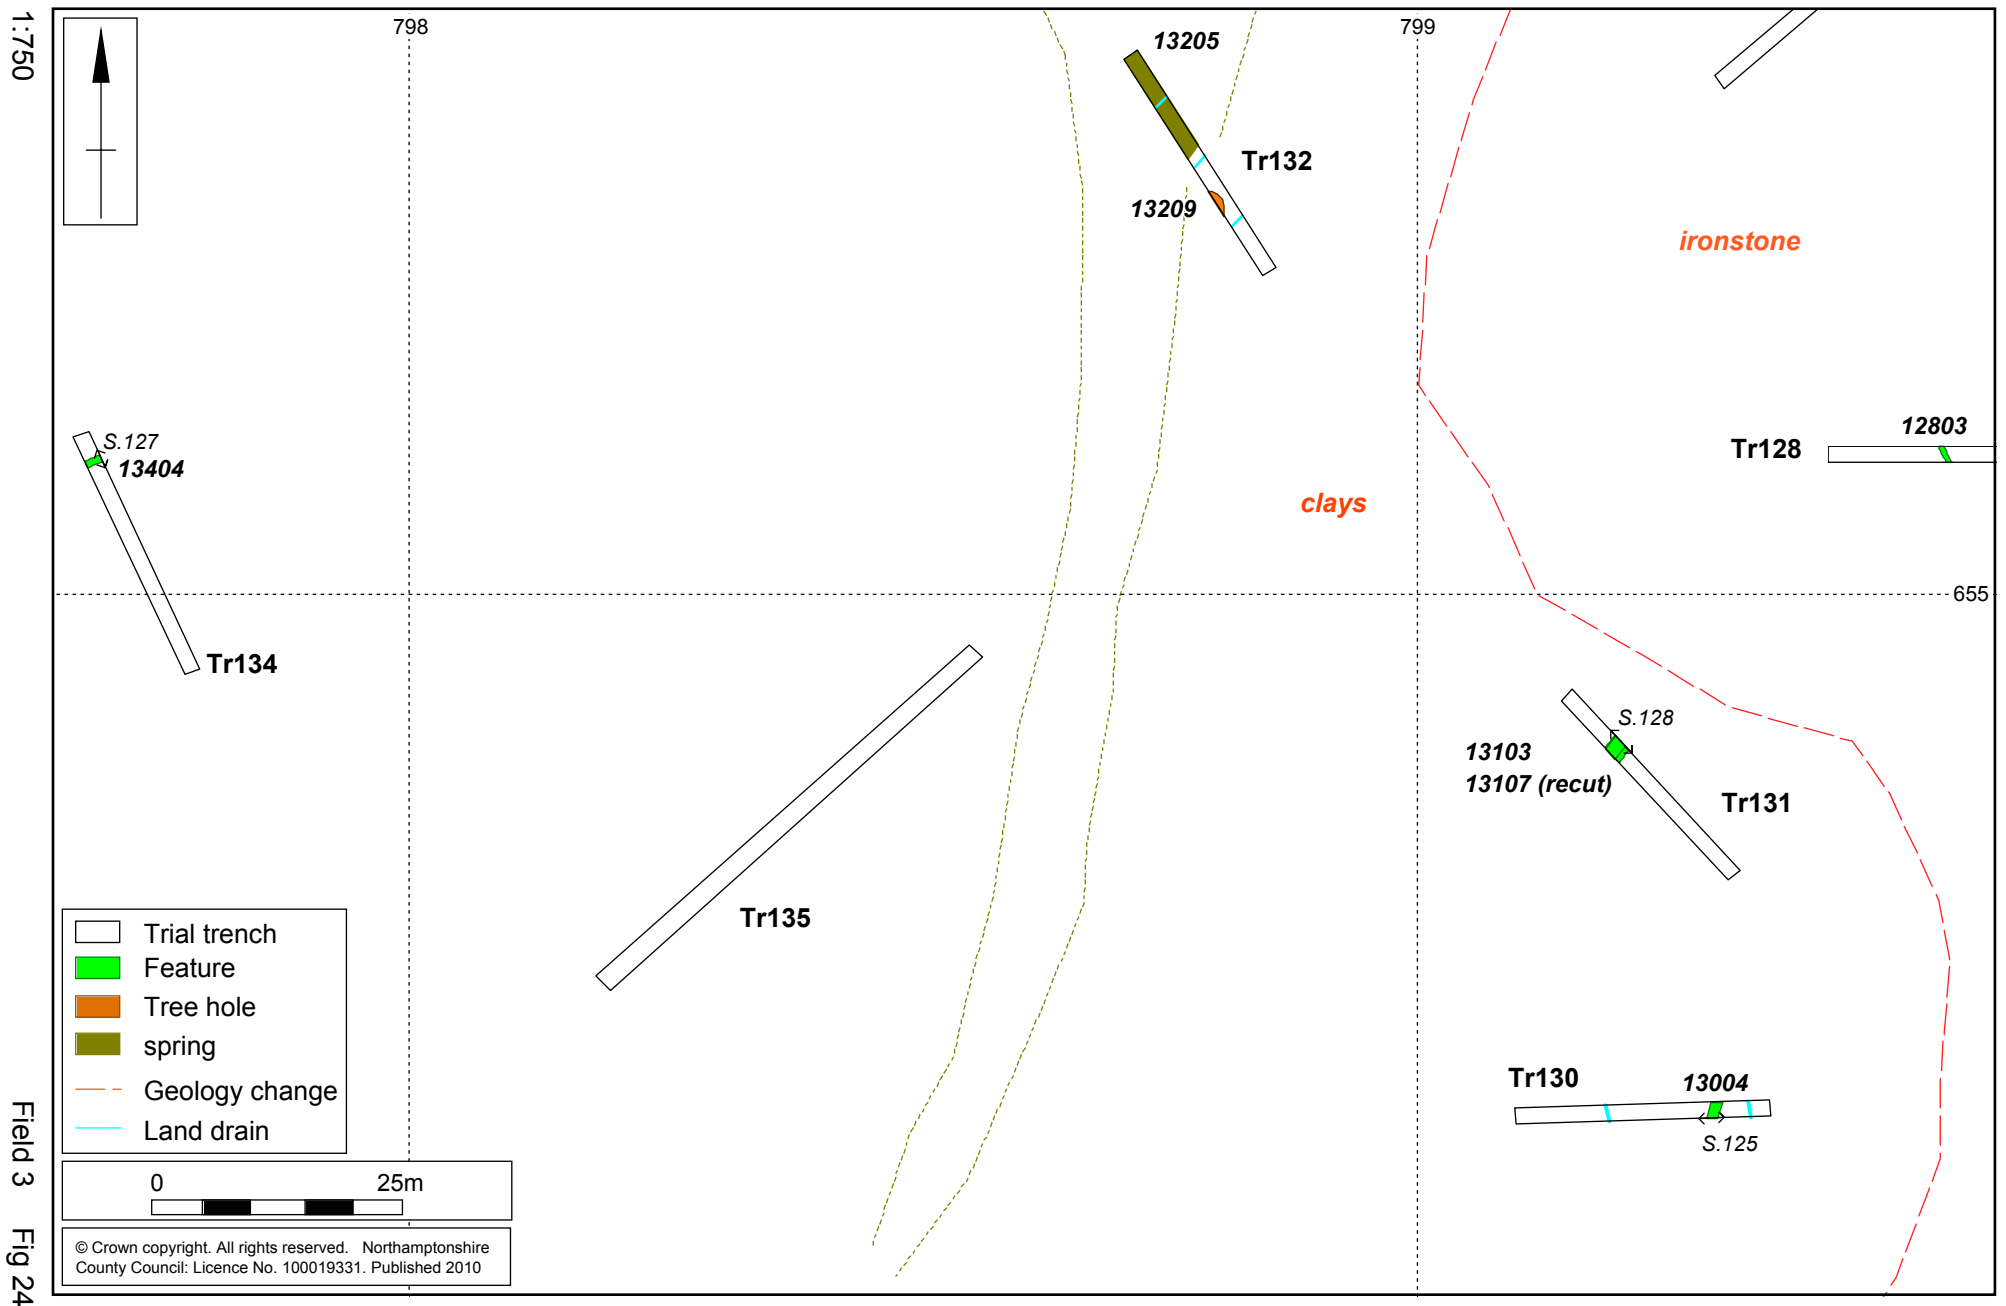 1:750
798
799
13205
Tr132
13209
ironstone
S.127
13404
12803
Tr128
clays
655
Tr134
S.128
13103
13107 (recut)
Tr131
Tr135
Trial trench
Feature
Tree hole
spring
Geology change
Land drain
Tr130
13004
S.125
0 25m
© Crown copyright. All rights reserved. Northamptonshire
County Council: Licence No. 100019331. Published 2010
Field 3 Fig 24